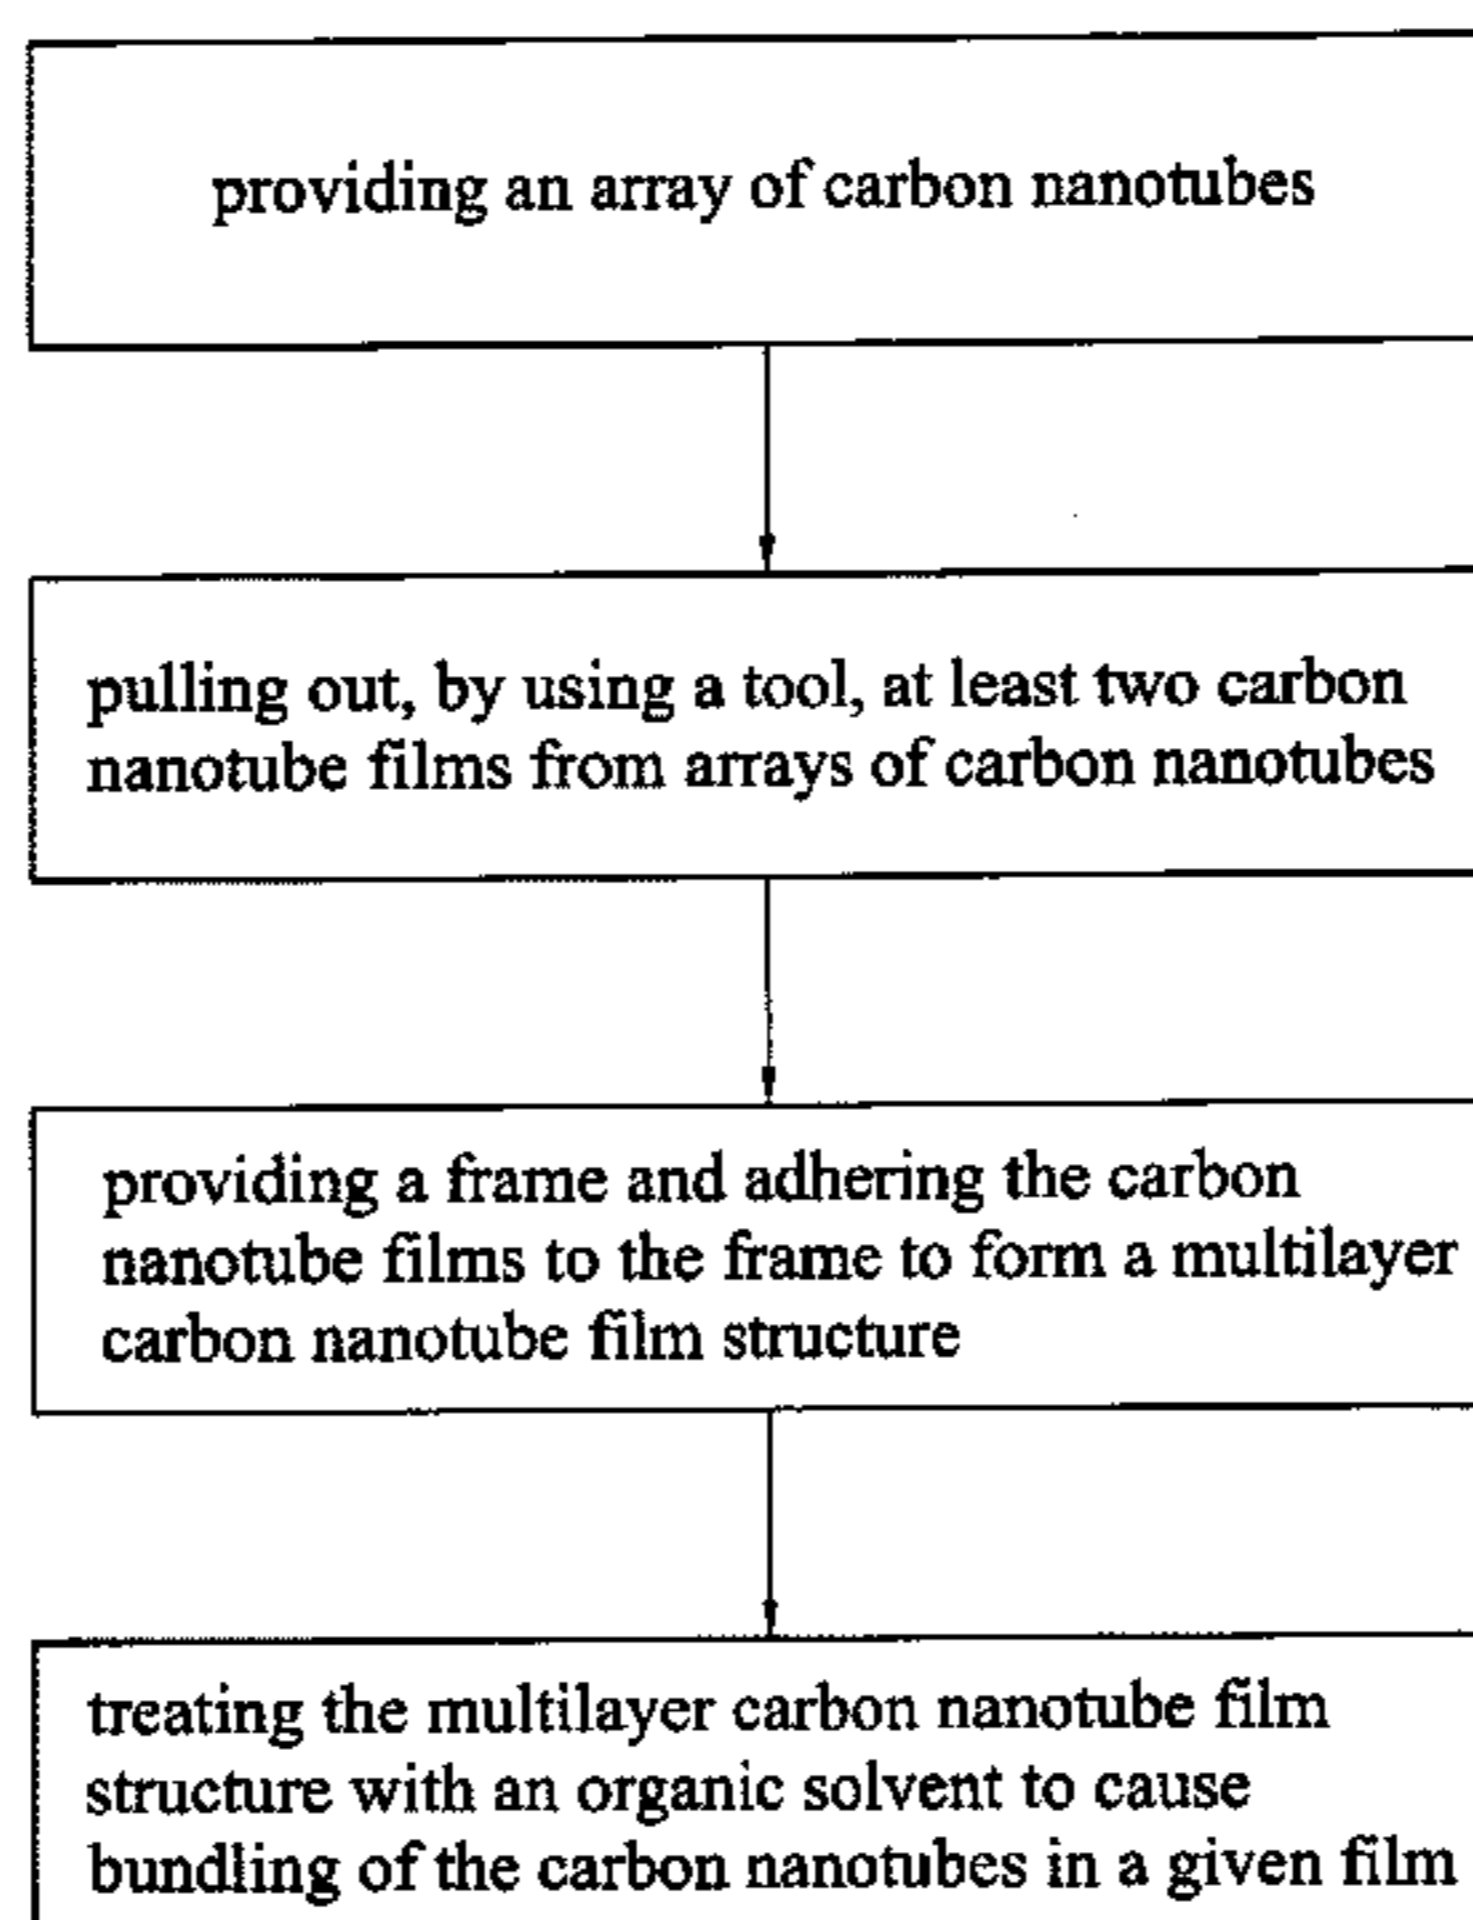 providing an array of carbon nanotubes
pulling out, by using a tool, at least two carbon
nanotube films from arrays of carbon nanotubes
providing a frame and adhering the carbon
nanotube films to the frame to form a multilayer
carbon nanotube film structure
treating the multilayer carbon nanotube film
structure with an organic solvent to cause
bundling of the carbon nanotubes in a given film